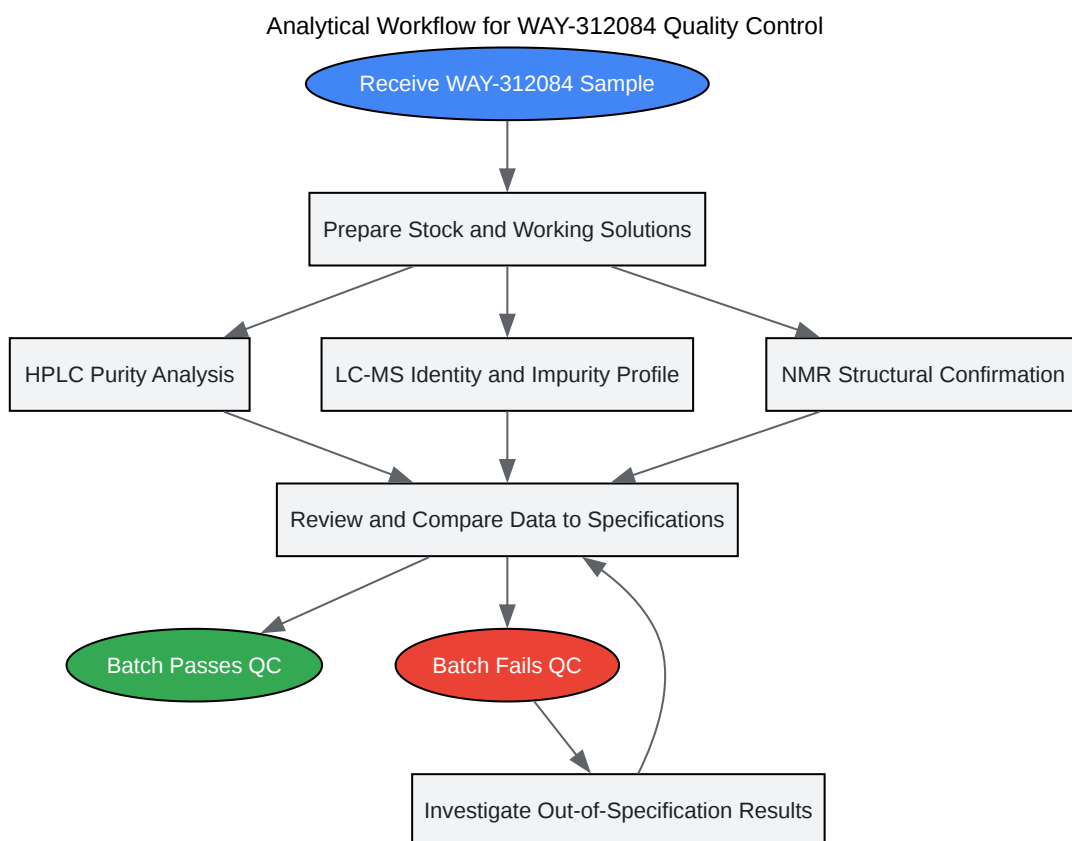 Analytical Workflow for WAY-312084 Quality Control
Receive WAY-312084 Sample
Prepare Stock and Working Solutions
HPLC Purity Analysis
LC-MS Identity and Impurity Profile
NMR Structural Confirmation
Review and Compare Data to Specifications
Batch Passes QC
Batch Fails QC
Investigate Out-of-Specification Results